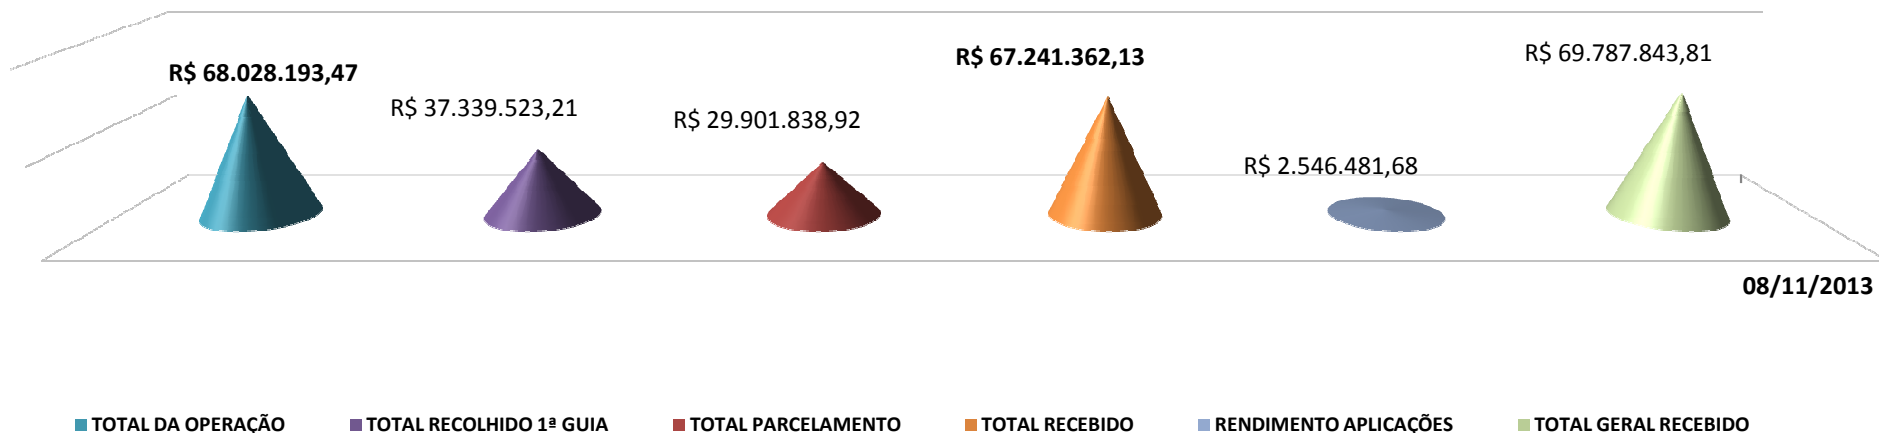 R$ 68.028.193,47
R$ 37.339.523,21
R$ 29.901.838,92
R$ 67.241.362,13
R$ 2.546.481,68
R$ 69.787.843,81
08/11/2013
TOTAL DA OPERAÇÃO
TOTAL RECOLHIDO 1ª GUIA
TOTAL PARCELAMENTO
TOTAL RECEBIDO
RENDIMENTO APLICAÇÕES
TOTAL GERAL RECEBIDO